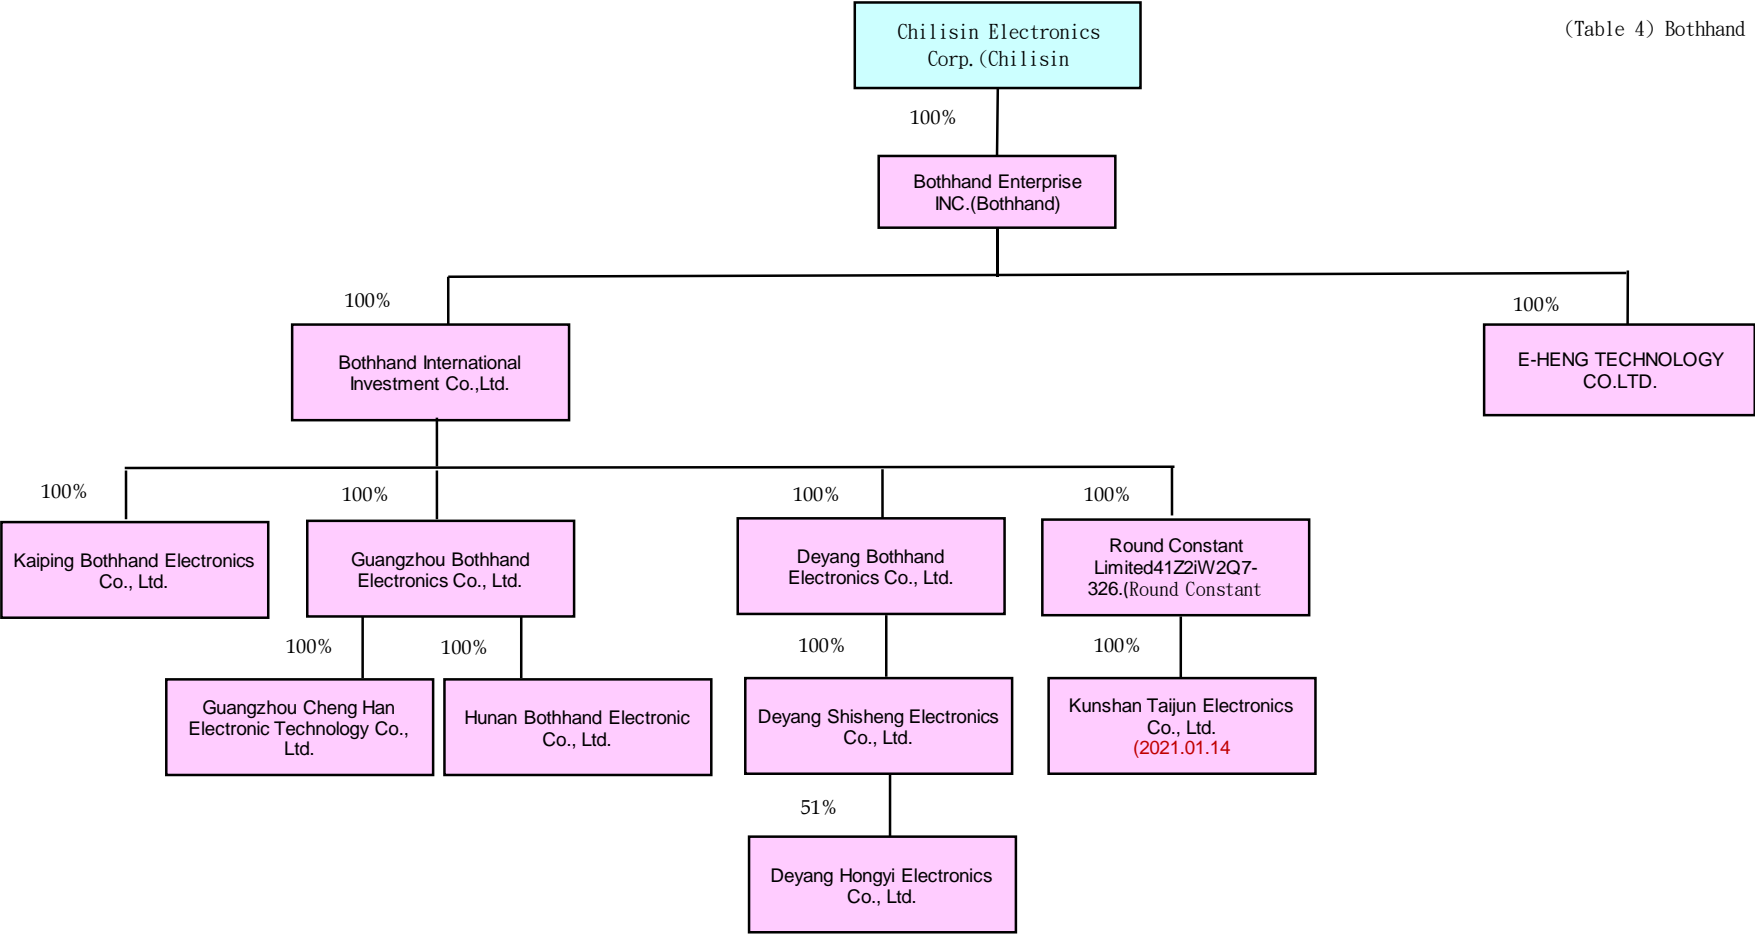 (Table 4) Bothhand
Chilisin Electronics
Corp.(Chilisin
100%
Bothhand Enterprise
INC.(Bothhand)
100%
100%
Bothhand International
Investment Co.,Ltd.
E-HENG TECHNOLOGY
CO.LTD.
100%
100%
100%
100%
Kaiping Bothhand Electronics
Co., Ltd.
Guangzhou Bothhand
Electronics Co., Ltd.
Deyang Bothhand
Electronics Co., Ltd.
Round Constant
Limited41Z2iW2Q7-
326.(Round Constant
100%
100%
100%
100%
Guangzhou Cheng Han
Electronic Technology Co.,
Ltd.
Hunan Bothhand Electronic
Co., Ltd.
Deyang Shisheng Electronics
Co., Ltd.
Kunshan Taijun Electronics
Co., Ltd.
(2021.01.14
51%
Deyang Hongyi Electronics
Co., Ltd.